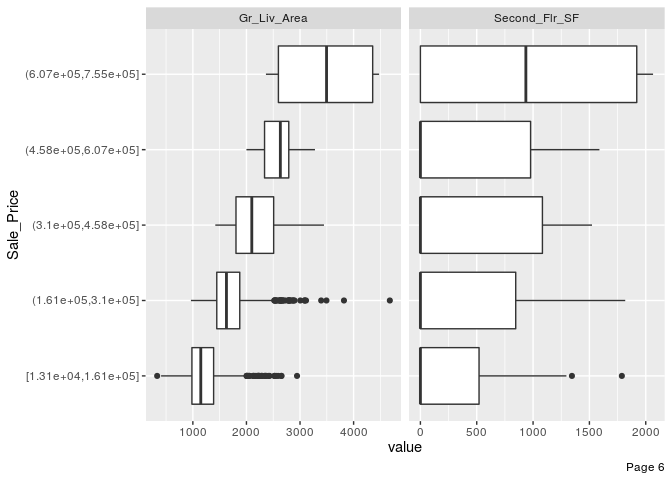 Gr_Liv_Area
Second_Flr_SF
Sale_Price
(6.07e+05,7.55e+05]
(4.58e+05,6.07e+05]
(3.1e+05,4.58e+05]
(1.61e+05,3.1e+05]
[1.31e+04,1.61e+05]
1000 2000 3000 4000
0 500 1000 1500 2000
value
Page 6